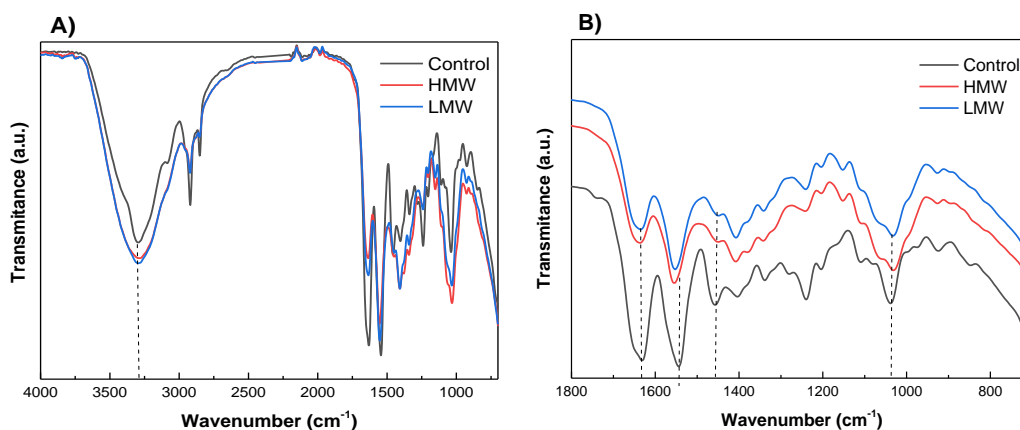 A)
Control
HMW
LMW
Transmitance (a.u.)
4000 3500 3000 2500 2000 1500 1000
Wavenumber (cm⁻¹)
B)
Control
HMW
LMW
Transmitance (a.u.)
1800 1600 1400 1200 1000 800
Wavenumber (cm⁻¹)